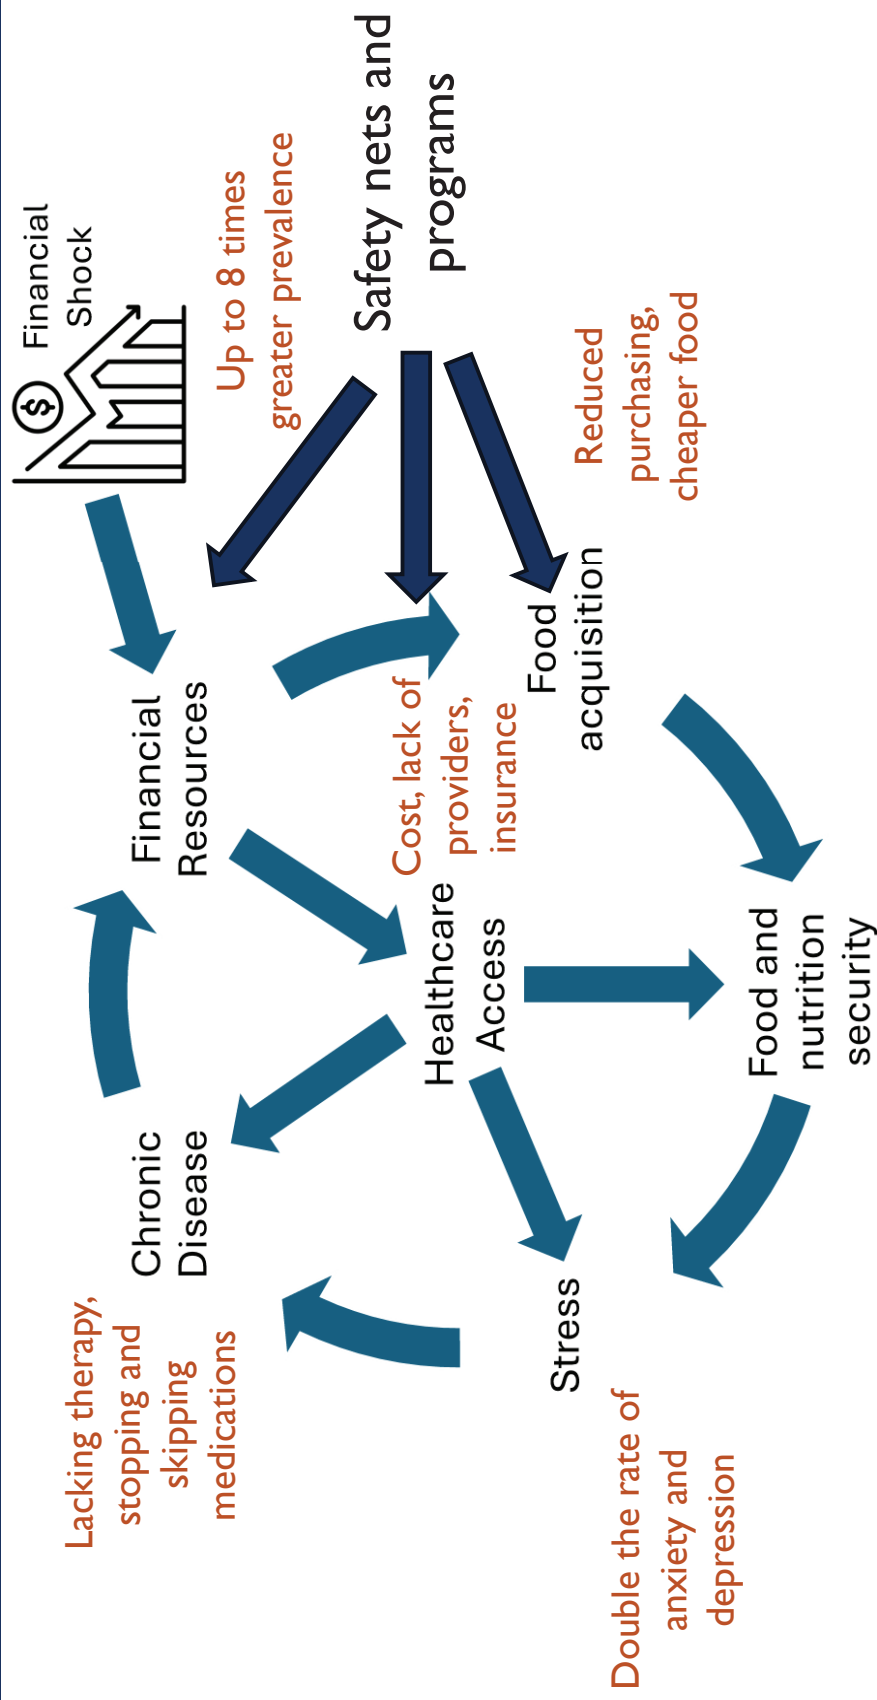 Financial
Shock
$
Lacking therapy,
stopping and
skipping
medications
Chronic
Disease
Financial
Resources
Up to 8 times
greater prevalence
Safety nets and
programs
Healthcare
Access
Cost, lack of
providers,
insurance
Stress
Food
acquisition
Reduced
purchasing,
cheaper food
Double the rate of
anxiety and
depression
Food and
nutrition
security